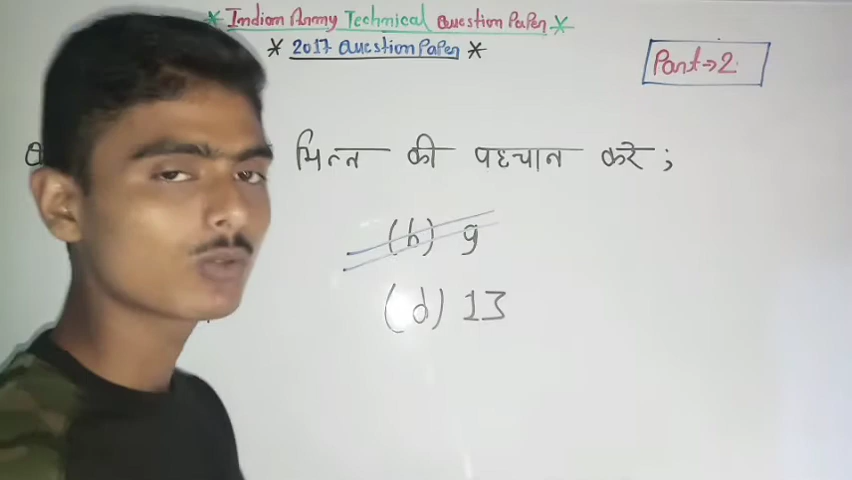 * Indian Army Technical Question Paper *
* 2017 Question Paper *
Part → 2
भिन्न की पहचान करे ;
(b) 9
(d) 13